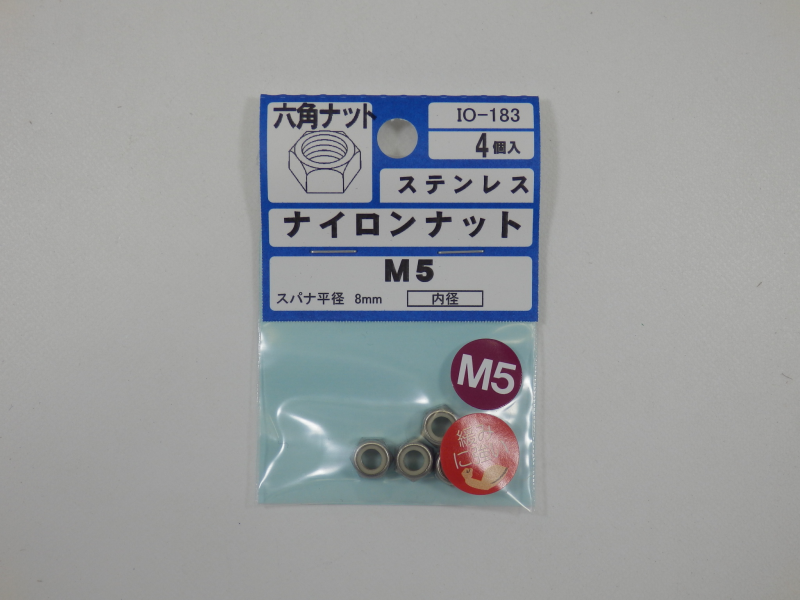 六角ナット
IO-183
4個入
ステンレス
ナイロンナット
M5
スパナ平径 8mm 内径
M5